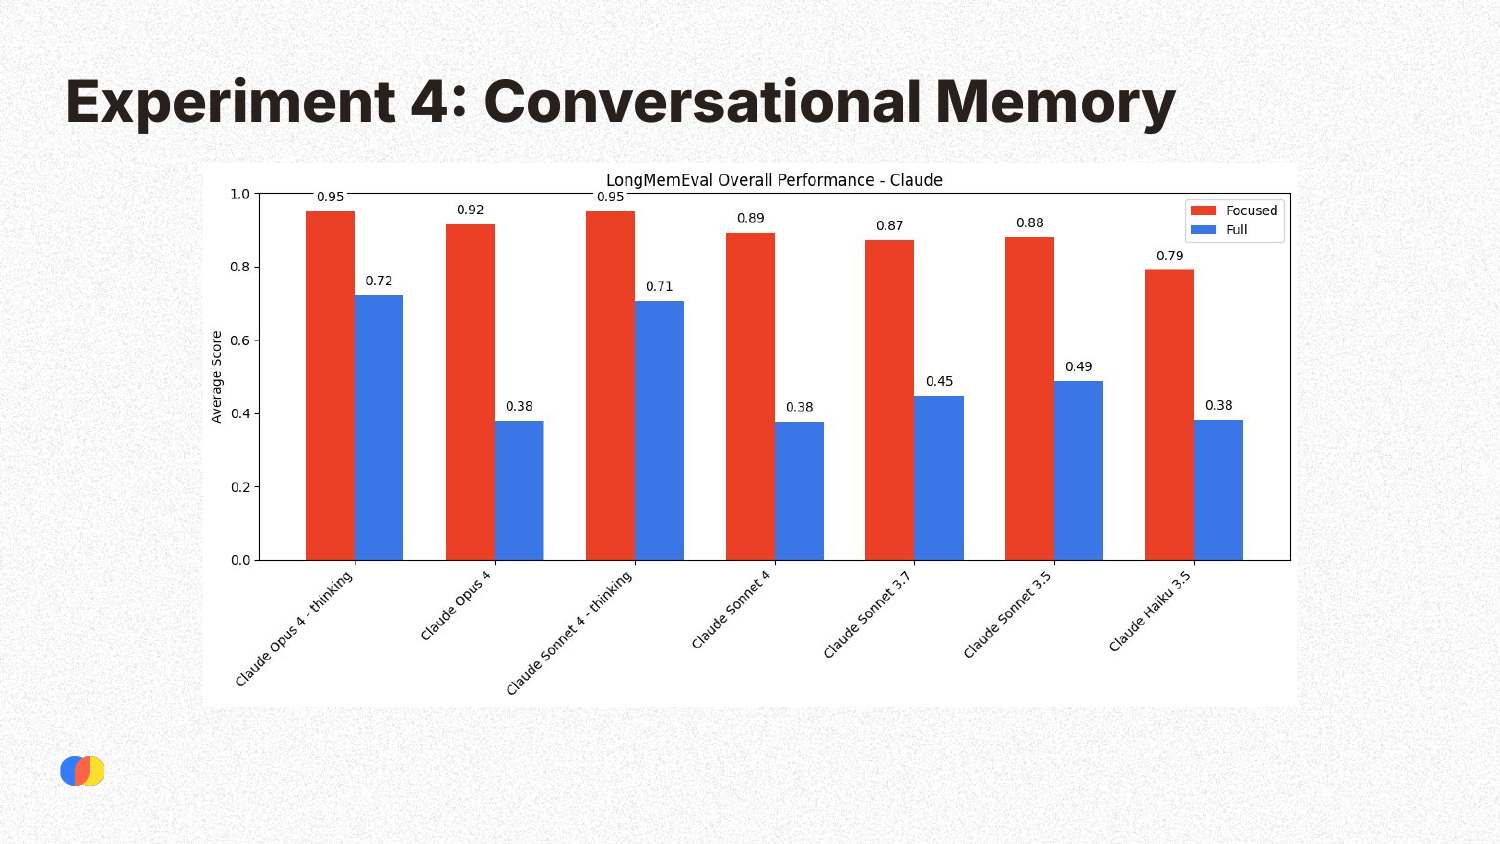 Experiment 4: Conversational Memory
LongMemEval Overall Performance - Claude
Average Score
1.0
0.8
0.6
0.4
0.2
0.0
0.95
0.72
0.92
0.38
0.95
0.71
0.89
0.38
0.87
0.45
0.88
0.49
0.79
0.38
Focused
Full
Claude Opus 4 - thinking
Claude Opus 4
Claude Sonnet 4 - thinking
Claude Sonnet 4
Claude Sonnet 3.7
Claude Sonnet 3.5
Claude Haiku 3.5